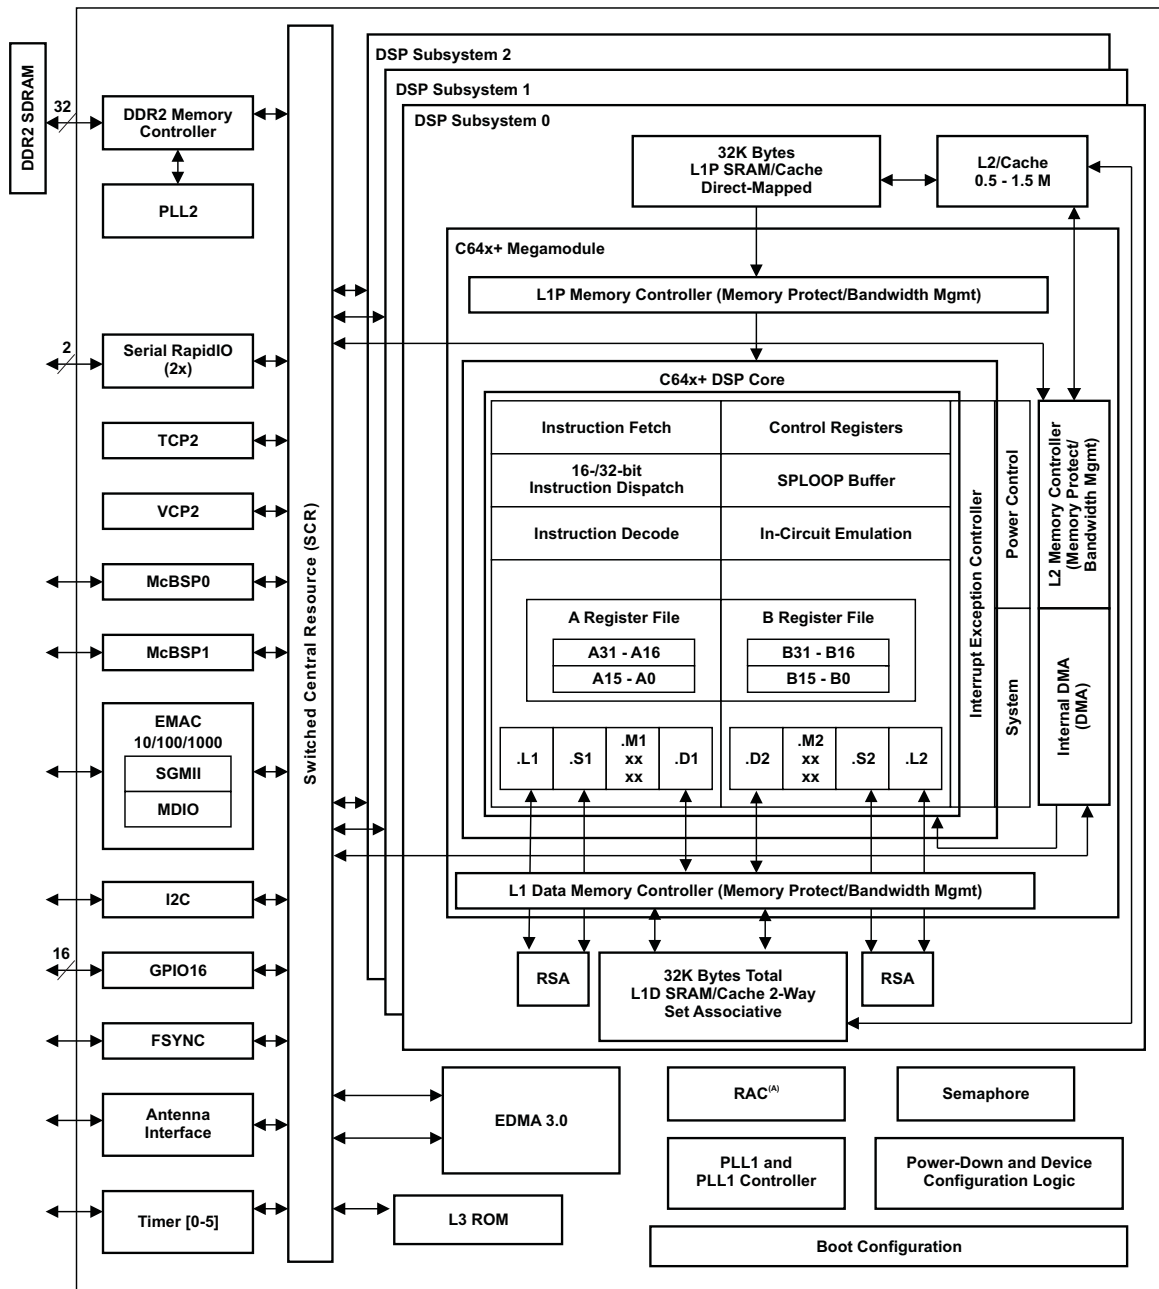 DDR2 SDRAM
32
DDR2 Memory
Controller
PLL2
2
Serial RapidIO
(2x)
TCP2
VCP2
McBSP0
McBSP1
EMAC
10/100/1000
SGMII
MDIO
I2C
16
GPIO16
FSYNC
Antenna
Interface
Timer [0-5]
Switched Central Resource (SCR)
DSP Subsystem 2
DSP Subsystem 1
DSP Subsystem 0
32K Bytes
L1P SRAM/Cache
Direct-Mapped
L2/Cache
0.5 - 1.5 M
C64x+ Megamodule
L1P Memory Controller (Memory Protect/Bandwidth Mgmt)
C64x+ DSP Core
Instruction Fetch
Control Registers
16-/32-bit
Instruction Dispatch
SPLOOP Buffer
Instruction Decode
In-Circuit Emulation
A Register File
A31 - A16
A15 - A0
B Register File
B31 - B16
B15 - B0
.L1
.S1
.M1
xx
xx
.D1
.D2
.M2
xx
xx
.S2
.L2
Interrupt Exception Controller
Power Control
System
L2 Memory Controller
(Memory Protect/
Bandwidth Mgmt)
Internal DMA
(DMA)
L1 Data Memory Controller (Memory Protect/Bandwidth Mgmt)
RSA
32K Bytes Total
L1D SRAM/Cache 2-Way
Set Associative
RSA
EDMA 3.0
L3 ROM
RAC(A)
Semaphore
PLL1 and
PLL1 Controller
Power-Down and Device
Configuration Logic
Boot Configuration